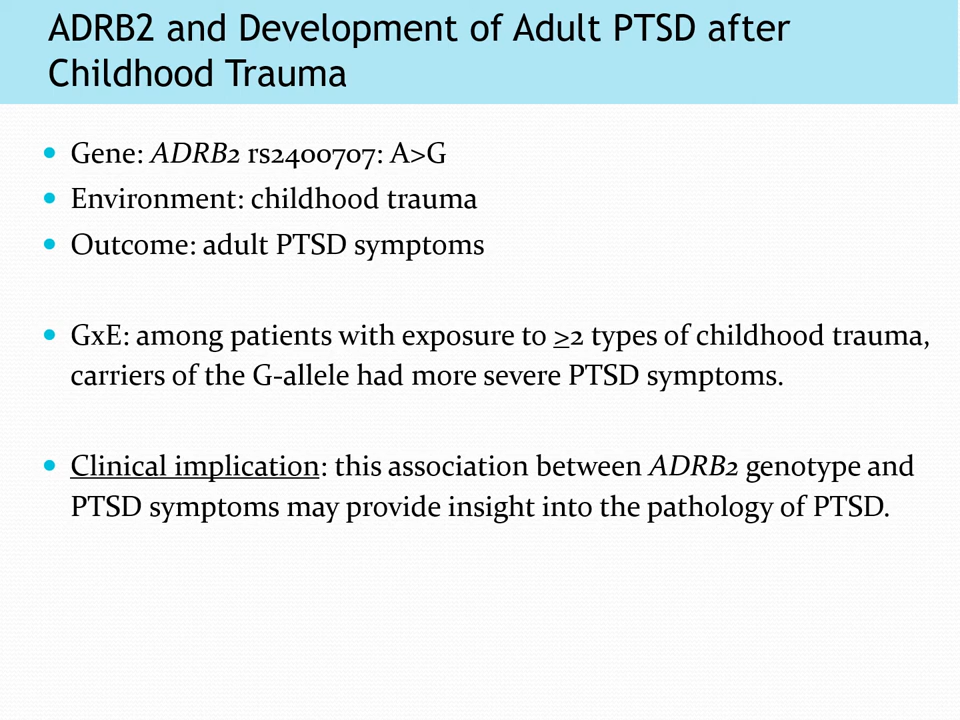 ADRB2 and Development of Adult PTSD after
Childhood Trauma
• Gene: ADRB2 rs2400707: A>G
• Environment: childhood trauma
• Outcome: adult PTSD symptoms
• GxE: among patients with exposure to >2 types of childhood trauma,
carriers of the G-allele had more severe PTSD symptoms.
• Clinical implication: this association between ADRB2 genotype and
PTSD symptoms may provide insight into the pathology of PTSD.